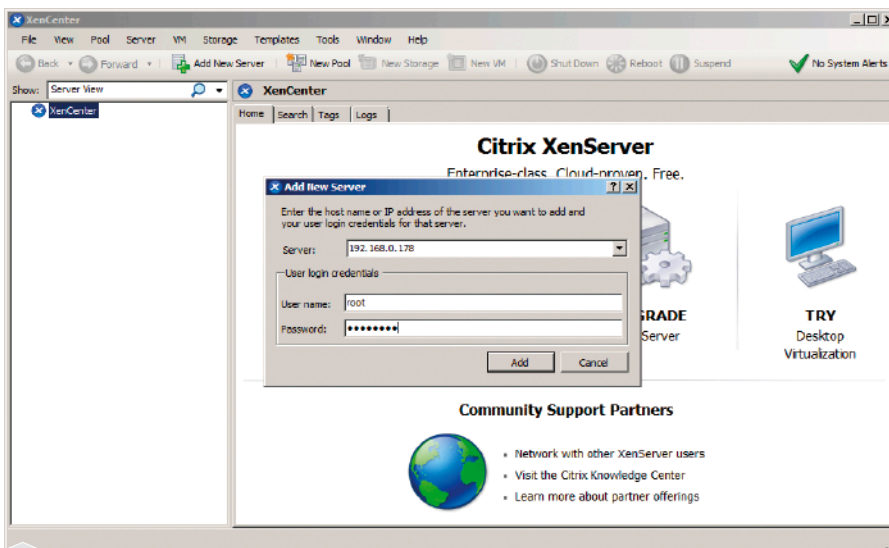 XenCenter
File View Pool Server VM Storage Templates Tools Window Help
Back Forward Add New Server New Pool New Storage New VM Shut Down Reboot Suspend No System Alerts
Show: Server View
XenCenter
XenCenter
Home Search Tags Logs
Citrix XenServer
Enterprise-class. Cloud-proven. Free.
Add New Server
Enter the host name or IP address of the server you want to add and
your user login credentials for that server.
Server: 192.168.0.178
User login credentials
User name: root
Password: ••••••••
Add Cancel
GRADE
Server
TRY
Desktop
Virtualization
Community Support Partners
Network with other XenServer users
Visit the Citrix Knowledge Center
Learn more about partner offerings